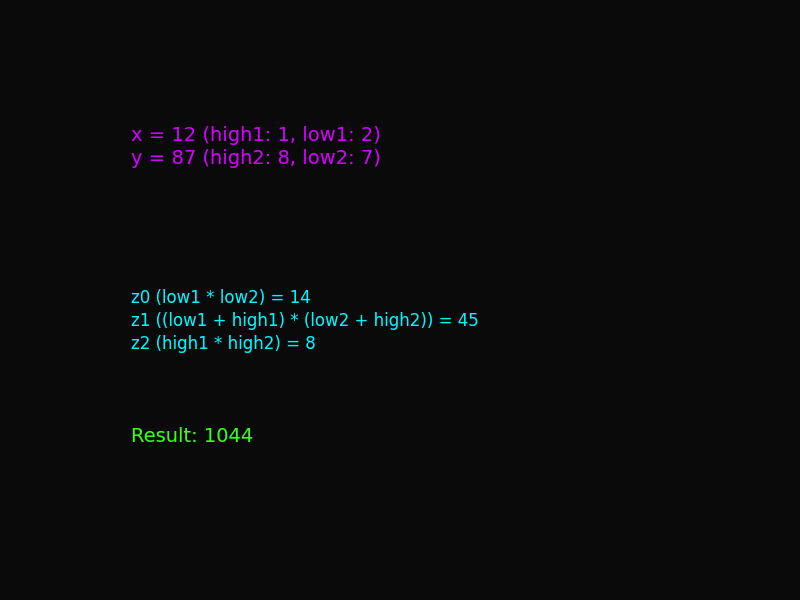 x = 12 (high1: 1, low1: 2)
y = 87 (high2: 8, low2: 7)
z0 (low1 * low2) = 14
z1 ((low1 + high1) * (low2 + high2)) = 45
z2 (high1 * high2) = 8
Result: 1044